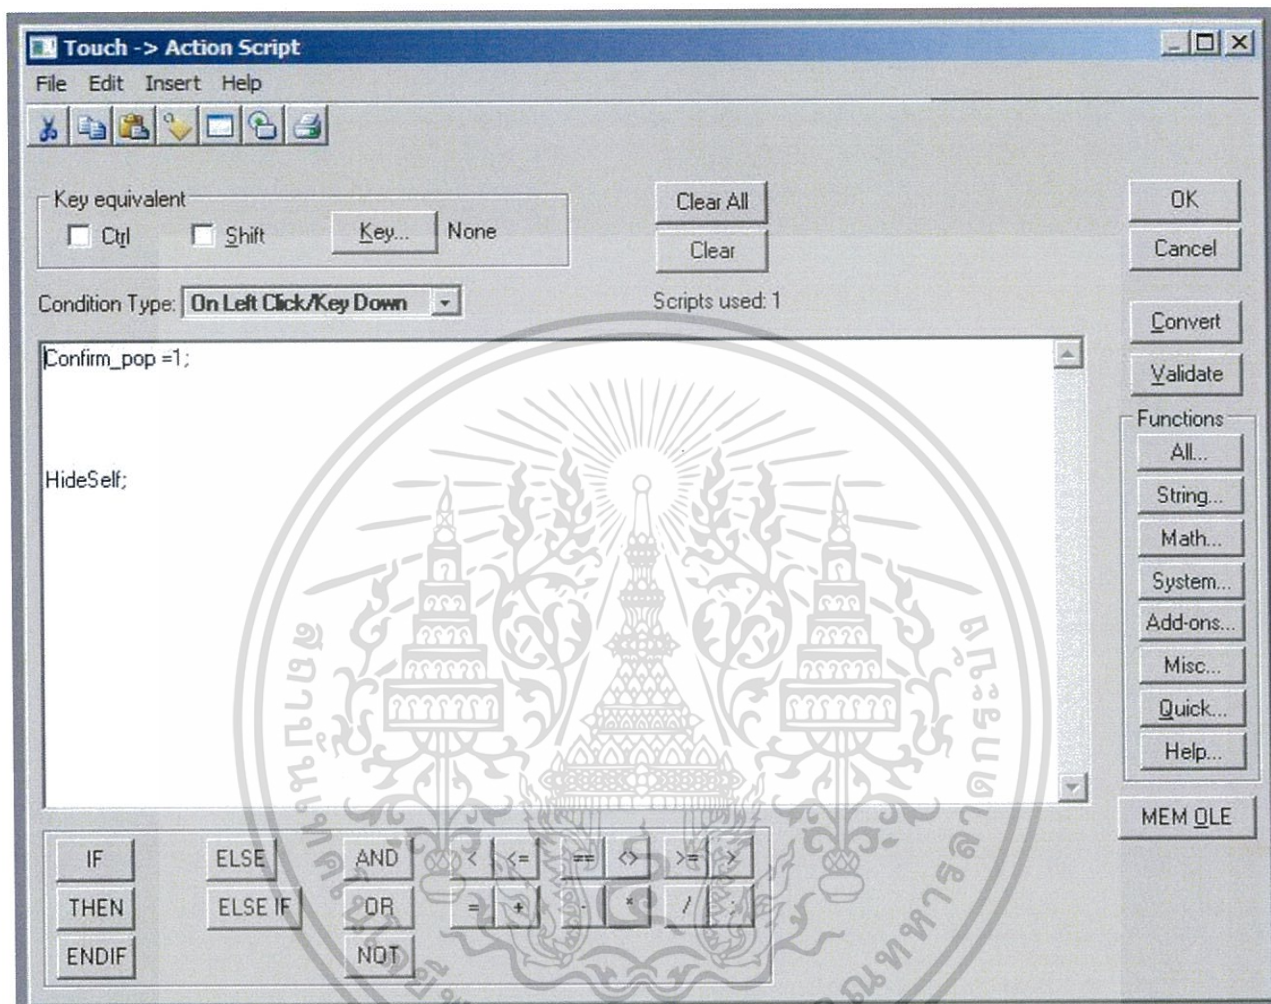 Touch -> Action Script
File Edit Insert Help
Key equivalent
Ctrl Shift Key... None
Clear All
Clear
OK
Cancel
Condition Type: On Left Click/Key Down
Scripts used: 1
Convert
Validate
Confirm_pop =1;
HideSelf;
Functions
All...
String...
Math...
System...
Add-ons...
Misc...
Quick...
Help...
MEM OLE
IF ELSE AND < <= == <> >= >
THEN ELSE IF OR = + - * / ;
ENDIF NOT